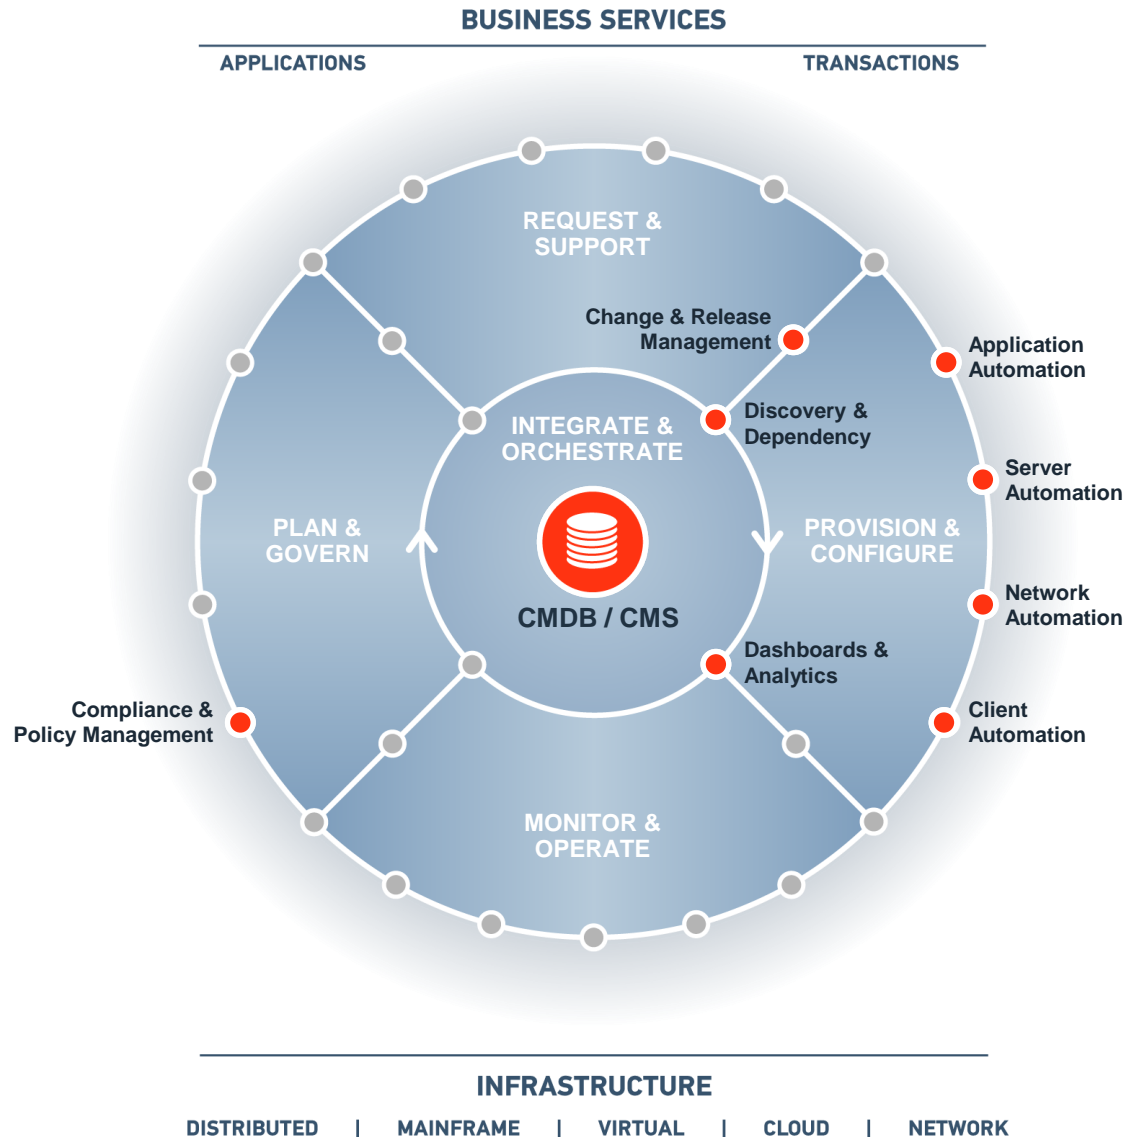 BUSINESS SERVICES
APPLICATIONS
TRANSACTIONS
REQUEST &
SUPPORT
Change & Release
Management
Application
Automation
Discovery &
Dependency
INTEGRATE &
ORCHESTRATE
Server
Automation
PLAN &
GOVERN
PROVISION &
CONFIGURE
CMDB / CMS
Network
Automation
Dashboards &
Analytics
Compliance &
Policy Management
Client
Automation
MONITOR &
OPERATE
INFRASTRUCTURE
DISTRIBUTED | MAINFRAME | VIRTUAL | CLOUD | NETWORK